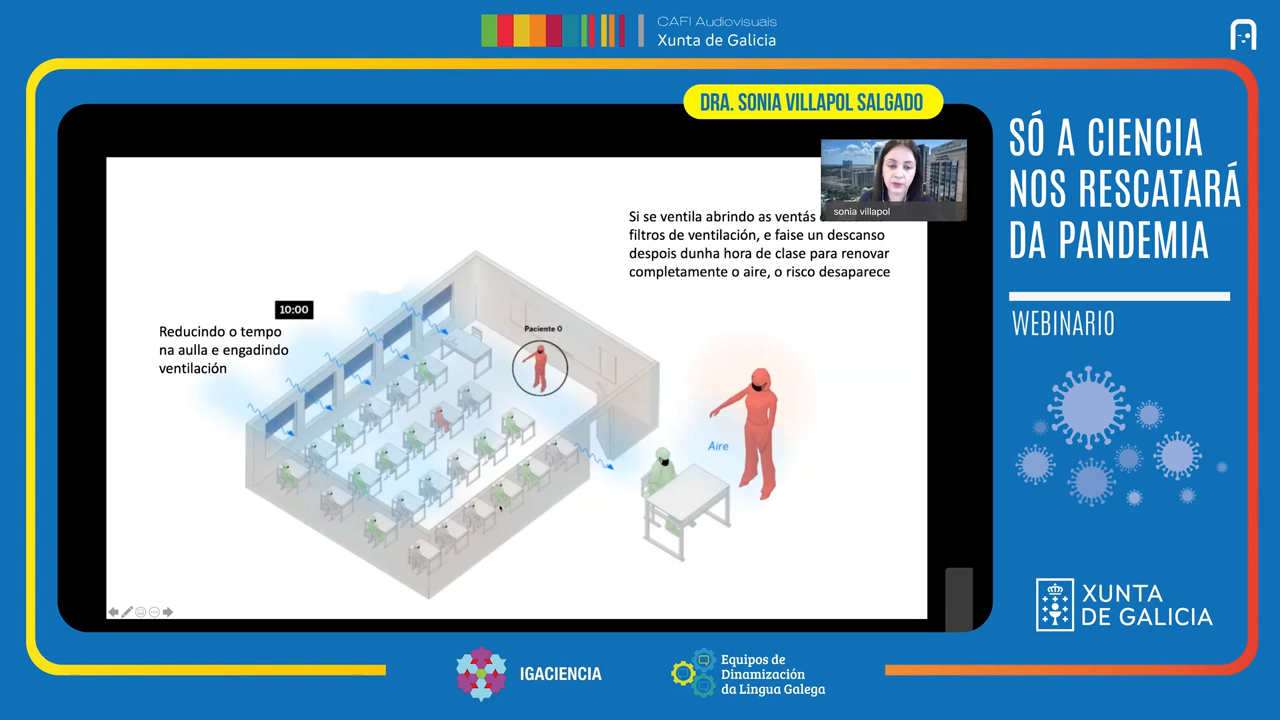 CAFI Audiovisuais
Xunta de Galicia
DRA. SONIA VILLAPOL SALGADO
SÓ A CIENCIA
NOS RESCATARÁ
DA PANDEMIA
WEBINARIO
sonia villapol
Si se ventila abrindo as ventás
filtros de ventilación, e faise un descanso
despois dunha hora de clase para renovar
completamente o aire, o risco desaparece
10:00
Reducindo o tempo
na aulla e engadindo
ventilación
Paciente 0
Aire
XUNTA
DE GALICIA
IGACIENCIA
Equipos de
Dinamización
da Lingua Galega